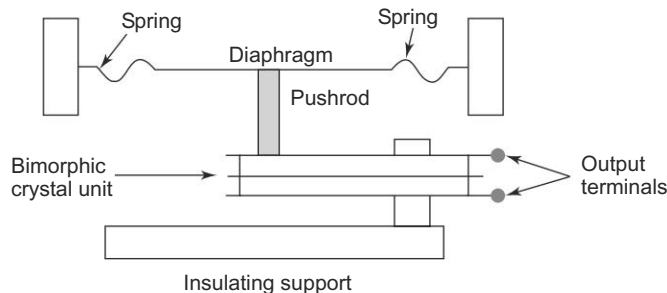 Spring
Spring
Diaphragm
Pushrod
Bimorphic
crystal unit
Output
terminals
Insulating support